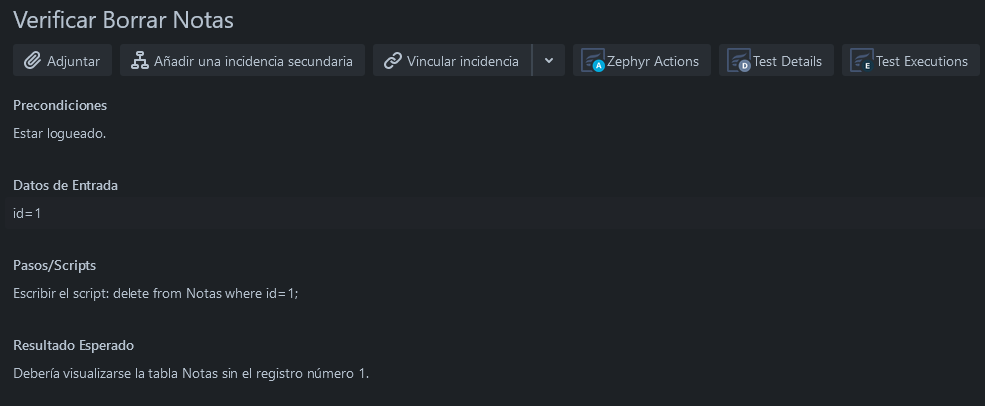 Verificar Borrar Notas
Adjuntar
Añadir una incidencia secundaria
Vincular incidencia
A Zephyr Actions
D Test Details
E Test Executions
Precondiciones
Estar logueado.
Datos de Entrada
id=1
Pasos/Scripts
Escribir el script: delete from Notas where id=1;
Resultado Esperado
Debería visualizarse la tabla Notas sin el registro número 1.